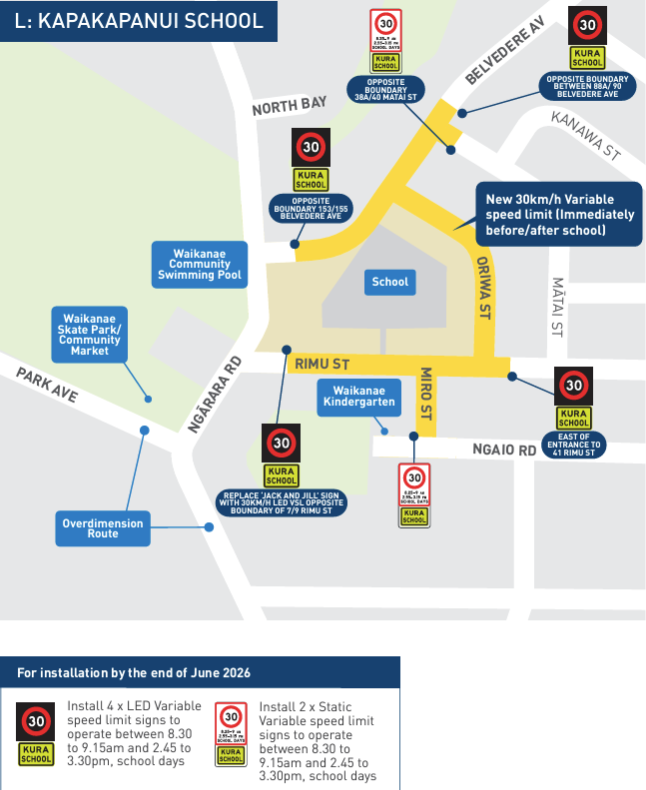 L: KAPAKAPANUI SCHOOL
30
KURA
SCHOOL
OPPOSITE
BOUNDARY
38A/40 MATAI ST
BELVEDERE AV
30
KURA
SCHOOL
OPPOSITE BOUNDARY
BETWEEN 88A/ 90
BELVEDERE AVE
NORTH BAY
KANAWA ST
30
KURA
SCHOOL
OPPOSITE
BOUNDARY 153/155
BELVEDERE AVE
New 30km/h Variable
speed limit (Immediately
before/after school)
Waikanae
Community
Swimming Pool
School
ORIWA ST
MĀTAI ST
Waikanae
Skate Park/
Community
Market
PARK AVE
NGĀRARA RD
RIMU ST
MIRO ST
Waikanae
Kindergarten
30
KURA
SCHOOL
EAST OF
ENTRANCE TO
41 RIMU ST
30
KURA
SCHOOL
REPLACE 'JACK AND JILL' SIGN
WITH 30KM/H LED VSL OPPOSITE
BOUNDARY OF 7/9 RIMU ST
NGAIO RD
30
SCHOOL DAYS
KURA
SCHOOL
Overdimension
Route
For installation by the end of June 2026
30
KURA
SCHOOL
Install 4 x LED Variable
speed limit signs to
operate between 8.30
to 9.15am and 2.45 to
3.30pm, school days
30
SCHOOL DAYS
KURA
SCHOOL
Install 2 x Static
Variable speed limit
signs to operate
between 8.30 to
9.15am and 2.45 to
3.30pm, school days